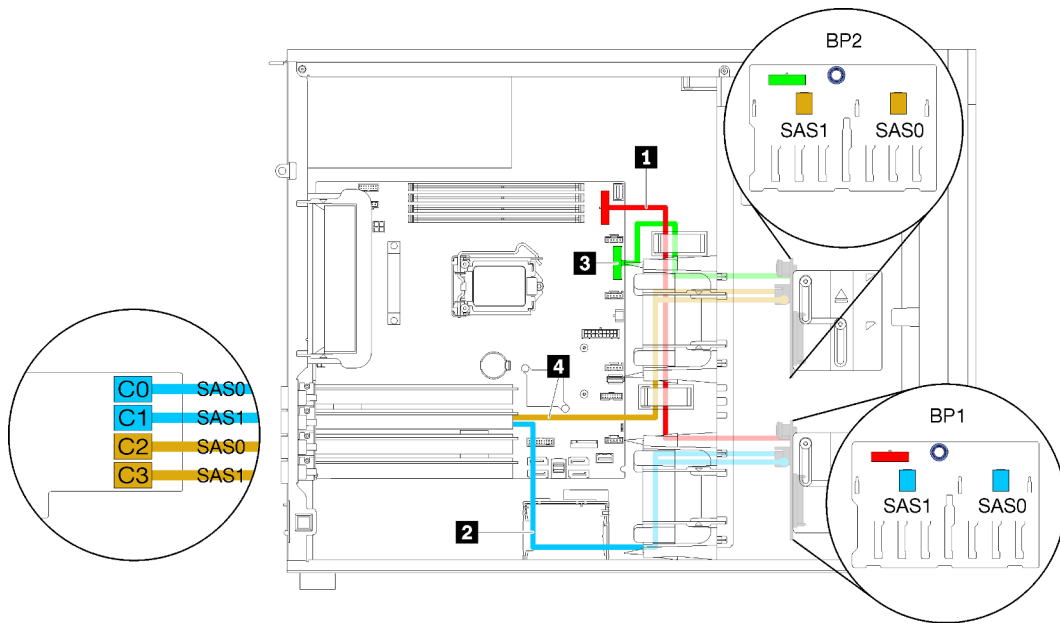 BP2
SAS1 SAS0
1
3
4
C0 SAS0
C1 SAS1
C2 SAS0
C3 SAS1
BP1
SAS1 SAS0
2